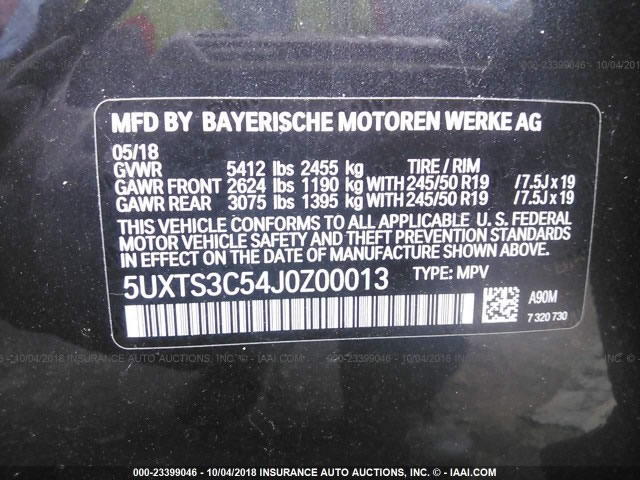 MFD BY BAYERISCHE MOTOREN WERKE AG
05/18
GVWR 5412 lbs 2455 kg TIRE / RIM
GAWR FRONT 2624 lbs 1190 kg WITH 245/50 R19 /7.5J x 19
GAWR REAR 3075 lbs 1395 kg WITH 245/50 R19 /7.5J x 19
THIS VEHICLE CONFORMS TO ALL APPLICABLE U. S. FEDERAL
MOTOR VEHICLE SAFETY AND THEFT PREVENTION STANDARDS
IN EFFECT ON THE DATE OF MANUFACTURE SHOWN ABOVE.
5UXTS3C54J0Z00013 TYPE: MPV
A90M
7 320 730
000-23399046 - 10/04/2018 INSURANCE AUTO AUCTIONS, INC. - © IAAI.COM